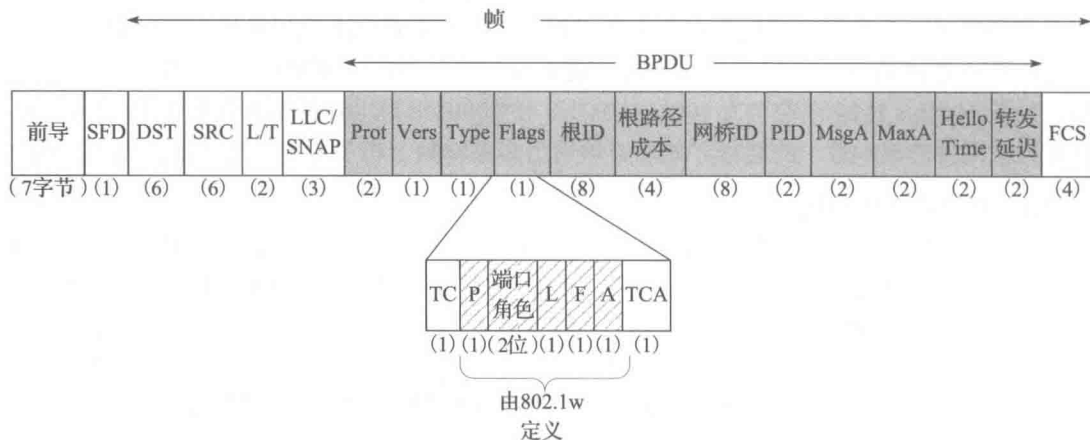 帧
BPDU
前导 SFD DST SRC L/T LLC/ SNAP Prot Vers Type Flags 根ID 根路径 成本 网桥ID PID MsgA MaxA Hello Time 转发 延迟 FCS
(7字节) (1) (6) (6) (2) (3) (2) (1) (1) (1) (8) (4) (8) (2) (2) (2) (2) (2) (4)
TC P 端口 角色 L F A TCA
(1) (1) (2位) (1) (1) (1) (1)
由802.1w
定义